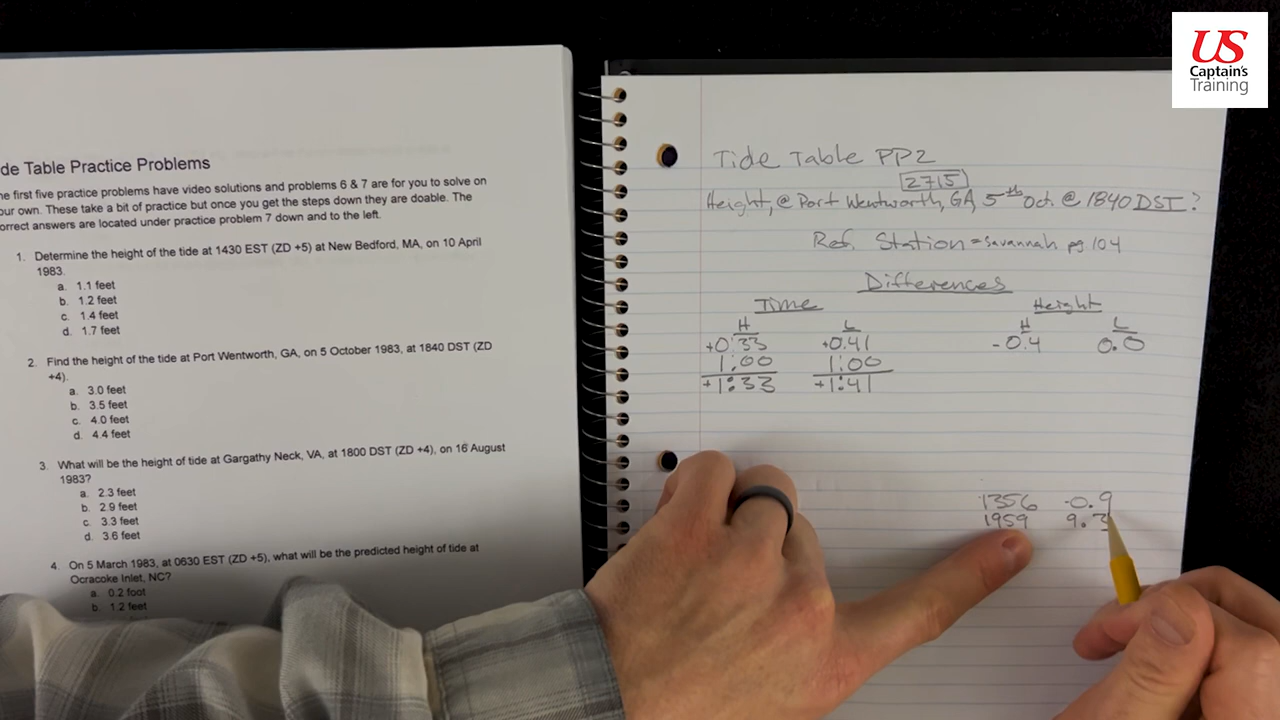 US
Captain's
Training
de Table Practice Problems
he first five practice problems have video solutions and problems 6 & 7 are for you to solve on
our own. These take a bit of practice but once you get the steps down they are doable. The
orrect answers are located under practice problem 7 down and to the left.
1. Determine the height of the tide at 1430 EST (ZD +5) at New Bedford, MA, on 10 April
1983.
a. 1.1 feet
b. 1.2 feet
c. 1.4 feet
d. 1.7 feet
2. Find the height of the tide at Port Wentworth, GA, on 5 October 1983, at 1840 DST (ZD
+4).
a. 3.0 feet
b. 3.5 feet
c. 4.0 feet
d. 4.4 feet
3. What will be the height of tide at Gargathy Neck, VA, at 1800 DST (ZD +4), on 16 August
1983?
a. 2.3 feet
b. 2.9 feet
c. 3.3 feet
d. 3.6 feet
4. On 5 March 1983, at 0630 EST (ZD +5), what will be the predicted height of tide at
Ocracoke Inlet, NC?
a. 0.2 foot
b. 1.2 feet
Tide Table PP2
2715
Height, @ Port Wentworth, GA, 5th Oct. @ 1840 DST?
Ref. Station = Savannah pg 104
Differences
Time Height
H L H L
+0:33 +0:41 -0.4 0.0
1:00 1:00
+1:33 +1:41
1356 -0.9
1959 9.3